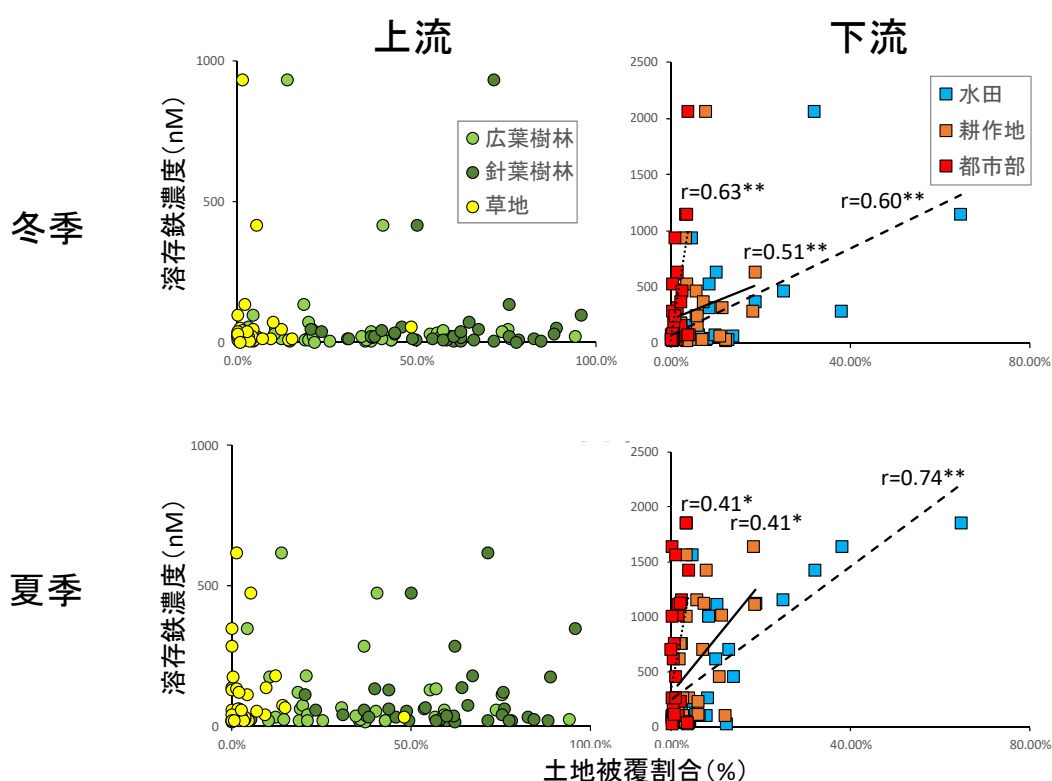 上流
下流
冬季
溶存鉄濃度(nM)
1000
500
0
0.0%
50.0%
100.0%
広葉樹林
針葉樹林
草地
2500
2000
1500
1000
500
0
0.00%
40.00%
80.00%
水田
耕作地
都市部
r=0.63**
r=0.60**
r=0.51**
夏季
溶存鉄濃度(nM)
1000
500
0
0.0%
50.0%
100.0%
2500
2000
1500
1000
500
0
0.00%
40.00%
80.00%
r=0.74**
r=0.41*
r=0.41*
土地被覆割合(%)